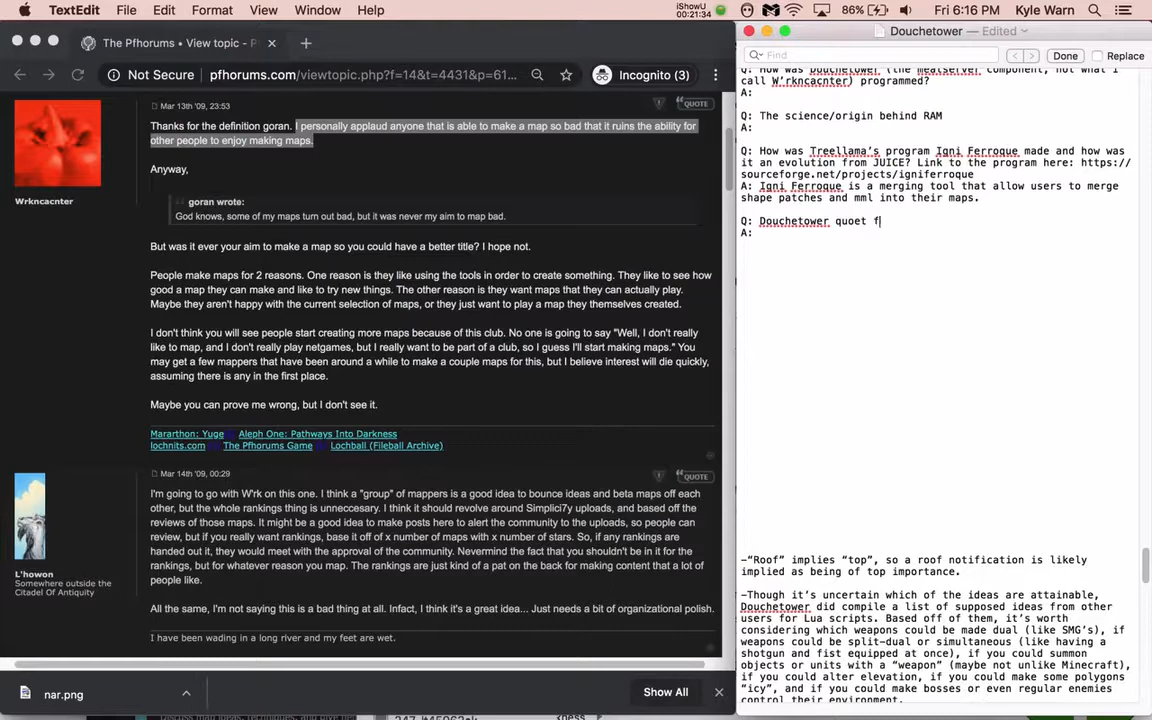 TextEdit File Edit Format View Window Help iShowU 00:21:34 86% Fri 6:16 PM Kyle Warn
The Pfhorums • View topic - P
Not Secure pfhorums.com/viewtopic.php?f=14&t=4431&p=61... Incognito (3)
Mar 13th '09, 23:53 QUOTE
Thanks for the definition goran. I personally applaud anyone that is able to make a map so bad that it ruins the ability for
other people to enjoy making maps.
Anyway,
Wrkncacnter
goran wrote:
God knows, some of my maps turn out bad, but it was never my aim to map bad.
But was it ever your aim to make a map so you could have a better title? I hope not.
People make maps for 2 reasons. One reason is they like using the tools in order to create something. They like to see how
good a map they can make and like to try new things. The other reason is they want maps that they can actually play.
Maybe they aren't happy with the current selection of maps, or they just want to play a map they themselves created.
I don't think you will see people start creating more maps because of this club. No one is going to say "Well, I don't really
like to map, and I don't really play netgames, but I really want to be part of a club, so I guess I'll start making maps." You
may get a few mappers that have been around a while to make a couple maps for this, but I believe interest will die quickly,
assuming there is any in the first place.
Maybe you can prove me wrong, but I don't see it.
Mararthon: Yuge Aleph One: Pathways Into Darkness
lochnits.com The Pfhorums Game Lochball (Fileball Archive)
Mar 14th '09, 00:29 QUOTE
I'm going to go with W'rk on this one. I think a "group" of mappers is a good idea to bounce ideas and beta maps off each
other, but the whole rankings thing is unneccesary. I think it should revolve around Simplici7y uploads, and based off the
reviews of those maps. It might be a good idea to make posts here to alert the community to the uploads, so people can
review, but if you really want rankings, base it off of x number of maps with x number of stars. So, if any rankings are
handed out it, they would meet with the approval of the community. Nevermind the fact that you shouldn't be in it for the
rankings, but for whatever reason you map. The rankings are just kind of a pat on the back for making content that a lot of
people like.
L'howon
Somewhere outside the
Citadel Of Antiquity
All the same, I'm not saying this is a bad thing at all. Infact, I think it's a great idea... Just needs a bit of organizational polish.
I have been wading in a long river and my feet are wet.
nar.png Show All
Douchetower — Edited
Find Done Replace
Q: How was Douchetower (the metaserver component, not what I
call W'rkncacnter) programmed?
A:
Q: The science/origin behind RAM
A:
Q: How was Treellama's program Igni Ferroque made and how was
it an evolution from JUICE? Link to the program here: https://
sourceforge.net/projects/igniferroque
A: Igni Ferroque is a merging tool that allow users to merge
shape patches and mml into their maps.
Q: Douchetower quoet f
A:
-“Roof” implies “top”, so a roof notification is likely
implied as being of top importance.
-Though it's uncertain which of the ideas are attainable,
Douchetower did compile a list of supposed ideas from other
users for Lua scripts. Based off of them, it's worth
considering which weapons could be made dual (like SMG's), if
weapons could be split-dual or simultaneous (like having a
shotgun and fist equipped at once), if you could summon
objects or units with a “weapon” (maybe not unlike Minecraft),
if you could alter elevation, if you could make some polygons
“icy”, and if you could make bosses or even regular enemies
control their environment.